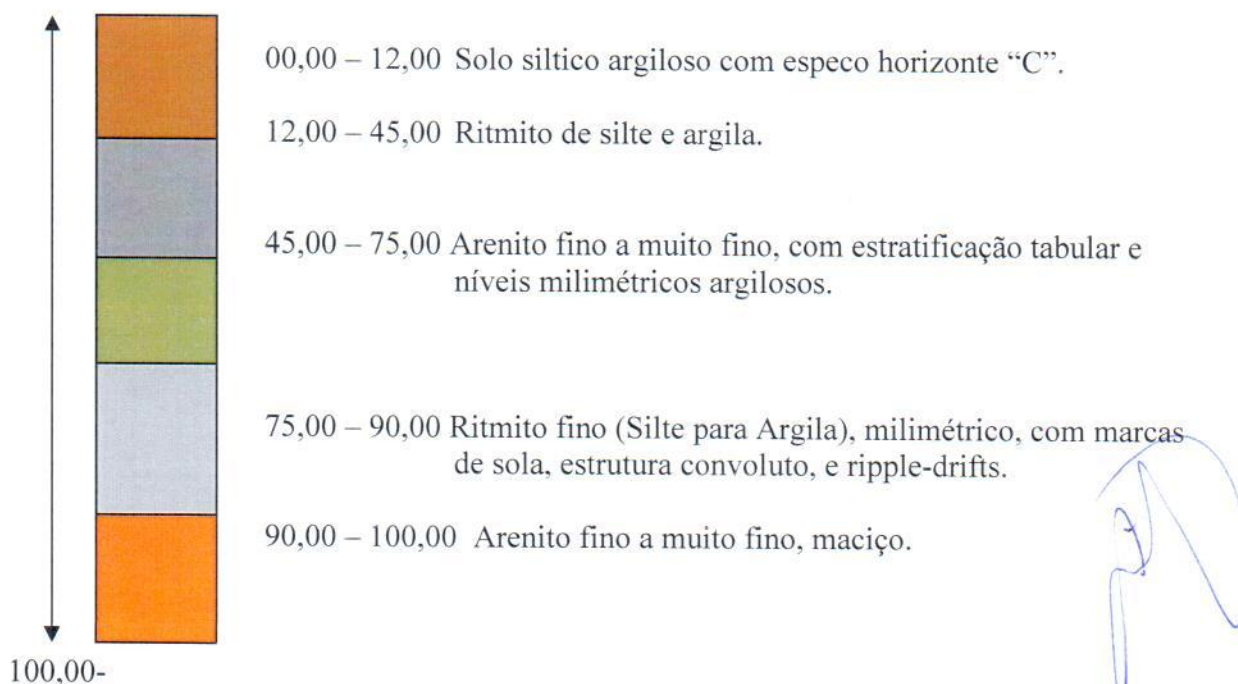 00,00 – 12,00 Solo siltico argiloso com especo horizonte “C”.
12,00 – 45,00 Ritmito de silte e argila.
45,00 – 75,00 Arenito fino a muito fino, com estratificação tabular e
níveis milimétricos argilosos.
75,00 – 90,00 Ritmito fino (Silte para Argila), milimétrico, com marcas
de sola, estrutura convoluto, e ripple-drifts.
90,00 – 100,00 Arenito fino a muito fino, maciço.
100,00-